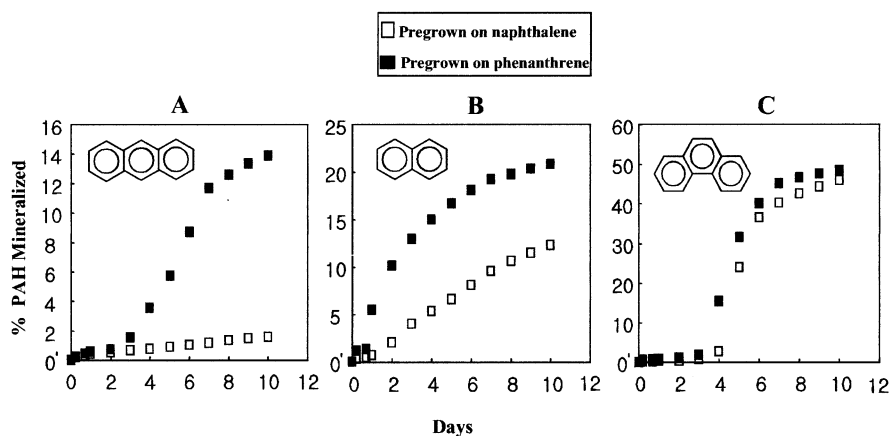 Pregrown on naphthalene
Pregrown on phenanthrene
A
B
C
% PAH Mineralized
16
14
12
10
8
6
4
2
0
0 2 4 6 8 10 12
25
20
15
10
5
0
0 2 4 6 8 10 12
60
50
40
30
20
10
0
0 2 4 6 8 10 12
Days